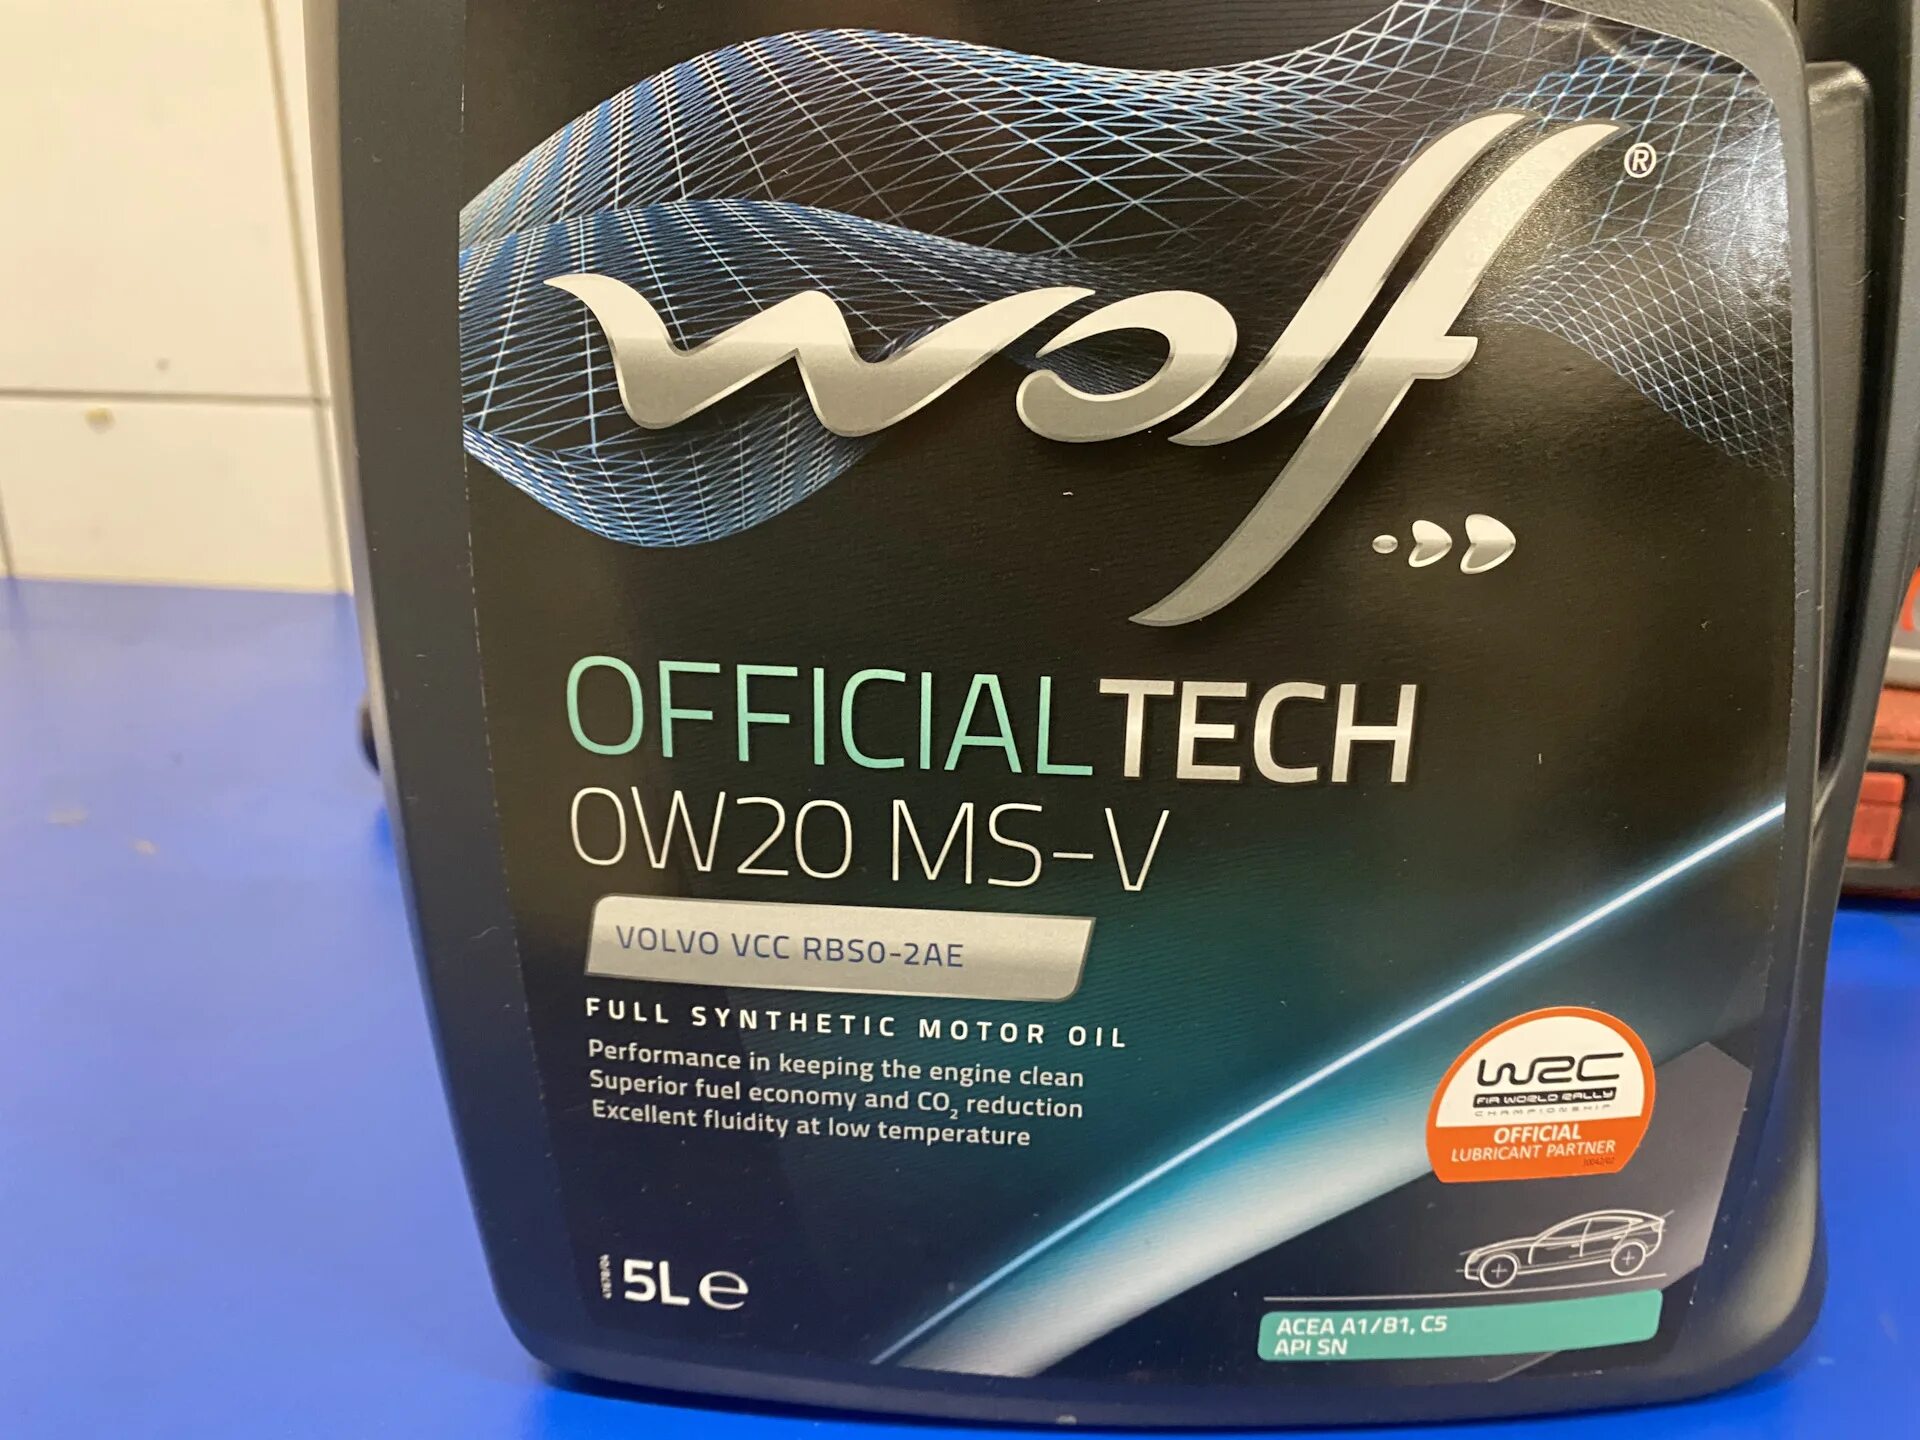 wolf®
OFFICIALTECH
0W20 MS-V
VOLVO VCC RBS0-2AE
FULL SYNTHETIC MOTOR OIL
Performance in keeping the engine clean
Superior fuel economy and CO₂ reduction
Excellent fluidity at low temperature
WRC
FIA WORLD RALLY
CHAMPIONSHIP
OFFICIAL
LUBRICANT PARTNER
5L℮
ACEA A1/B1, C5
API SN